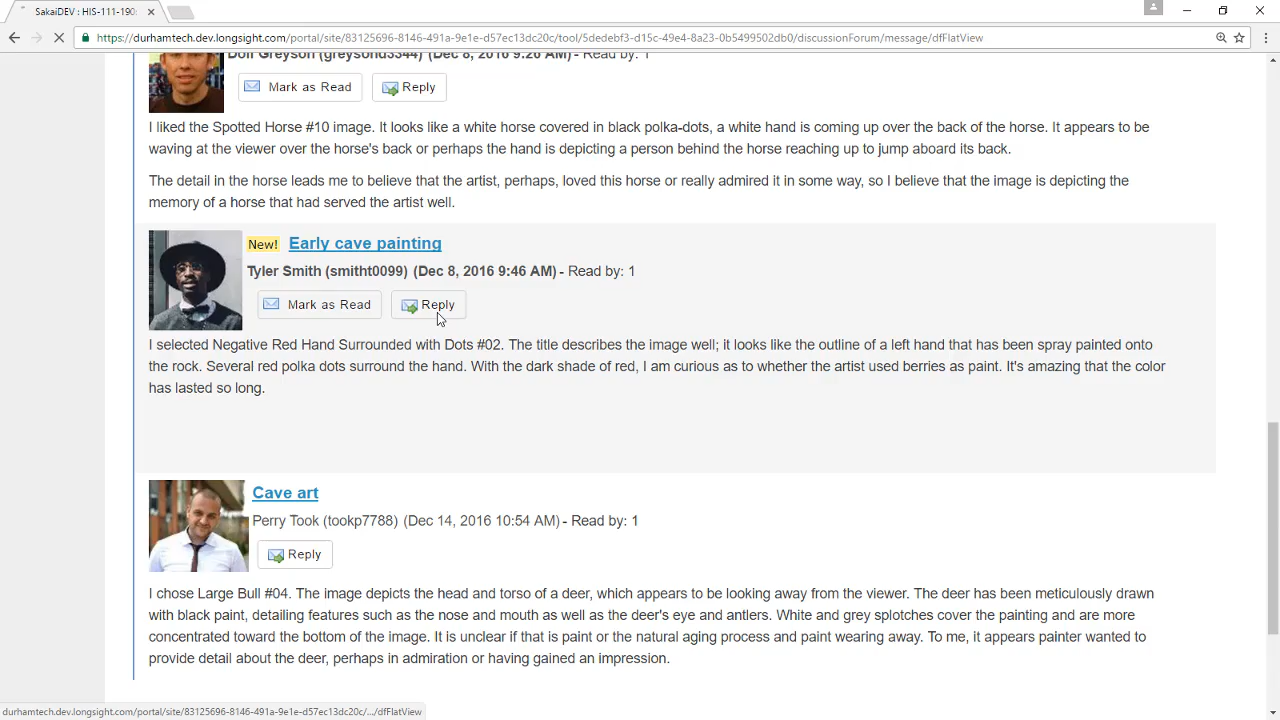 SakaiDEV : HIS-111-190
https://durhamtech.dev.longsight.com/portal/site/83125696-8146-491a-9e1e-d57ec13dc20c/tool/5dedebf3-d15c-49e4-8a23-0b5499502db0/discussionForum/message/dfFlatView
Don Greyson (greysond3344) (Dec 8, 2016 9:26 AM) - Read by: 1
Mark as Read Reply
I liked the Spotted Horse #10 image. It looks like a white horse covered in black polka-dots, a white hand is coming up over the back of the horse. It appears to be
waving at the viewer over the horse's back or perhaps the hand is depicting a person behind the horse reaching up to jump aboard its back.
The detail in the horse leads me to believe that the artist, perhaps, loved this horse or really admired it in some way, so I believe that the image is depicting the
memory of a horse that had served the artist well.
New! Early cave painting
Tyler Smith (smitht0099) (Dec 8, 2016 9:46 AM) - Read by: 1
Mark as Read Reply
I selected Negative Red Hand Surrounded with Dots #02. The title describes the image well; it looks like the outline of a left hand that has been spray painted onto
the rock. Several red polka dots surround the hand. With the dark shade of red, I am curious as to whether the artist used berries as paint. It's amazing that the color
has lasted so long.
Cave art
Perry Took (tookp7788) (Dec 14, 2016 10:54 AM) - Read by: 1
Reply
I chose Large Bull #04. The image depicts the head and torso of a deer, which appears to be looking away from the viewer. The deer has been meticulously drawn
with black paint, detailing features such as the nose and mouth as well as the deer's eye and antlers. White and grey splotches cover the painting and are more
concentrated toward the bottom of the image. It is unclear if that is paint or the natural aging process and paint wearing away. To me, it appears painter wanted to
provide detail about the deer, perhaps in admiration or having gained an impression.
durhamtech.dev.longsight.com/portal/site/83125696-8146-491a-9e1e-d57ec13dc20c/.../dfFlatView